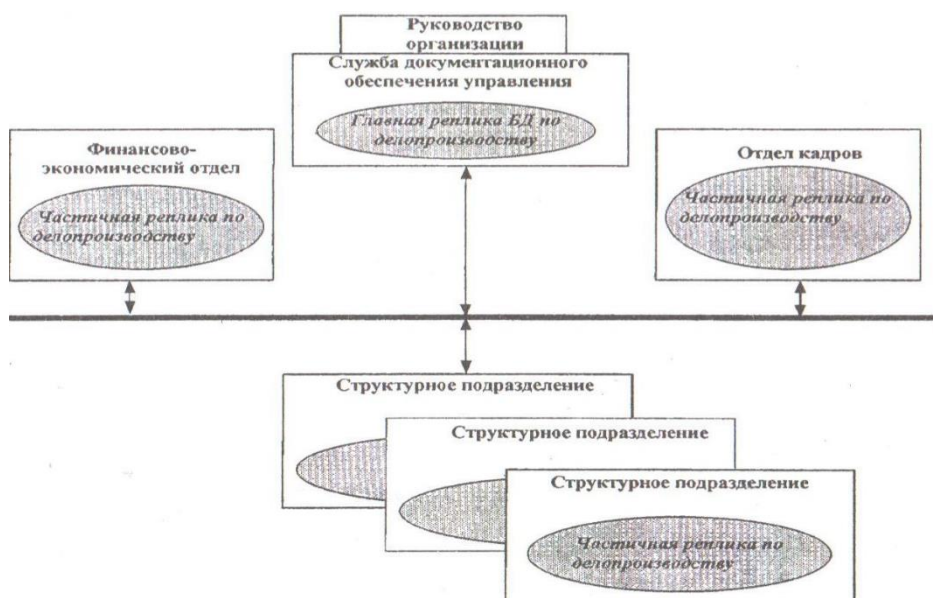 Руководство
организации
Служба документационного
обеспечения управления
Главная реплика БД по
делопроизводству
Финансово-
экономический отдел
Частичная реплика по
делопроизводству
Отдел кадров
Частичная реплика по
делопроизводству
Структурное подразделение
Структурное подразделение
Структурное подразделение
Частичная реплика по
делопроизводству